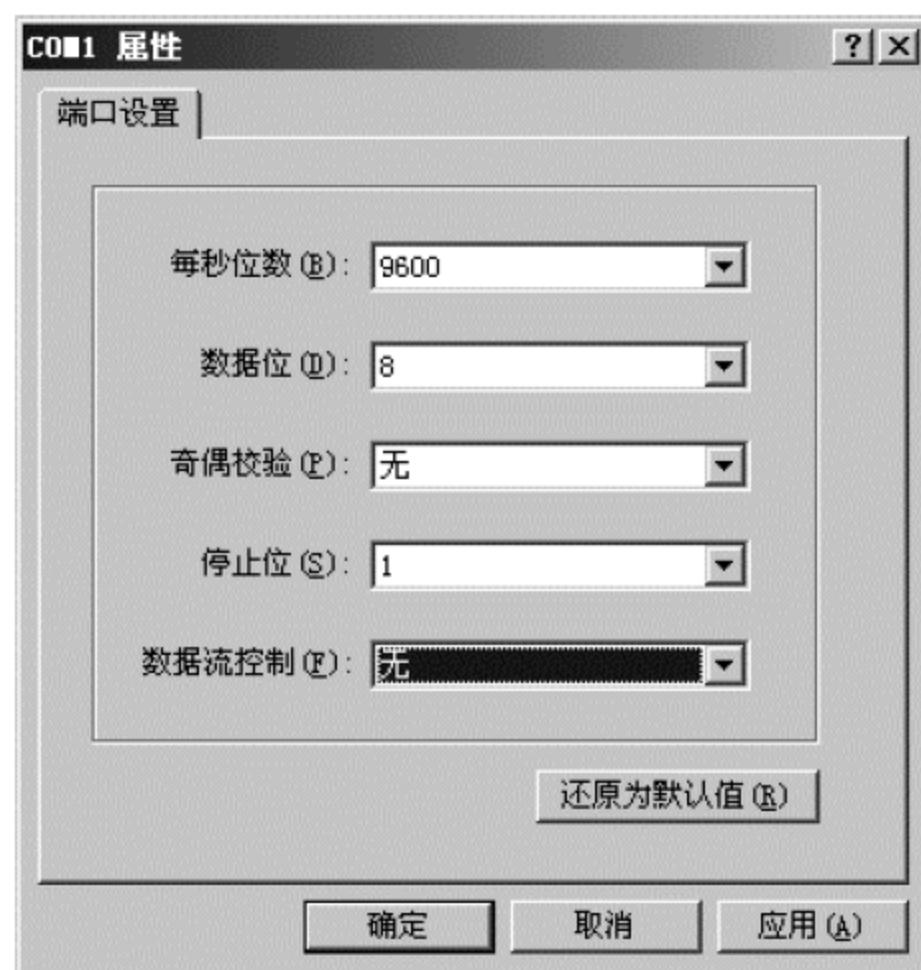 COM1 属性
端口设置
每秒位数(B): 9600
数据位(D): 8
奇偶校验(P): 无
停止位(S): 1
数据流控制(F): 无
还原为默认值(R)
确定 取消 应用(A)